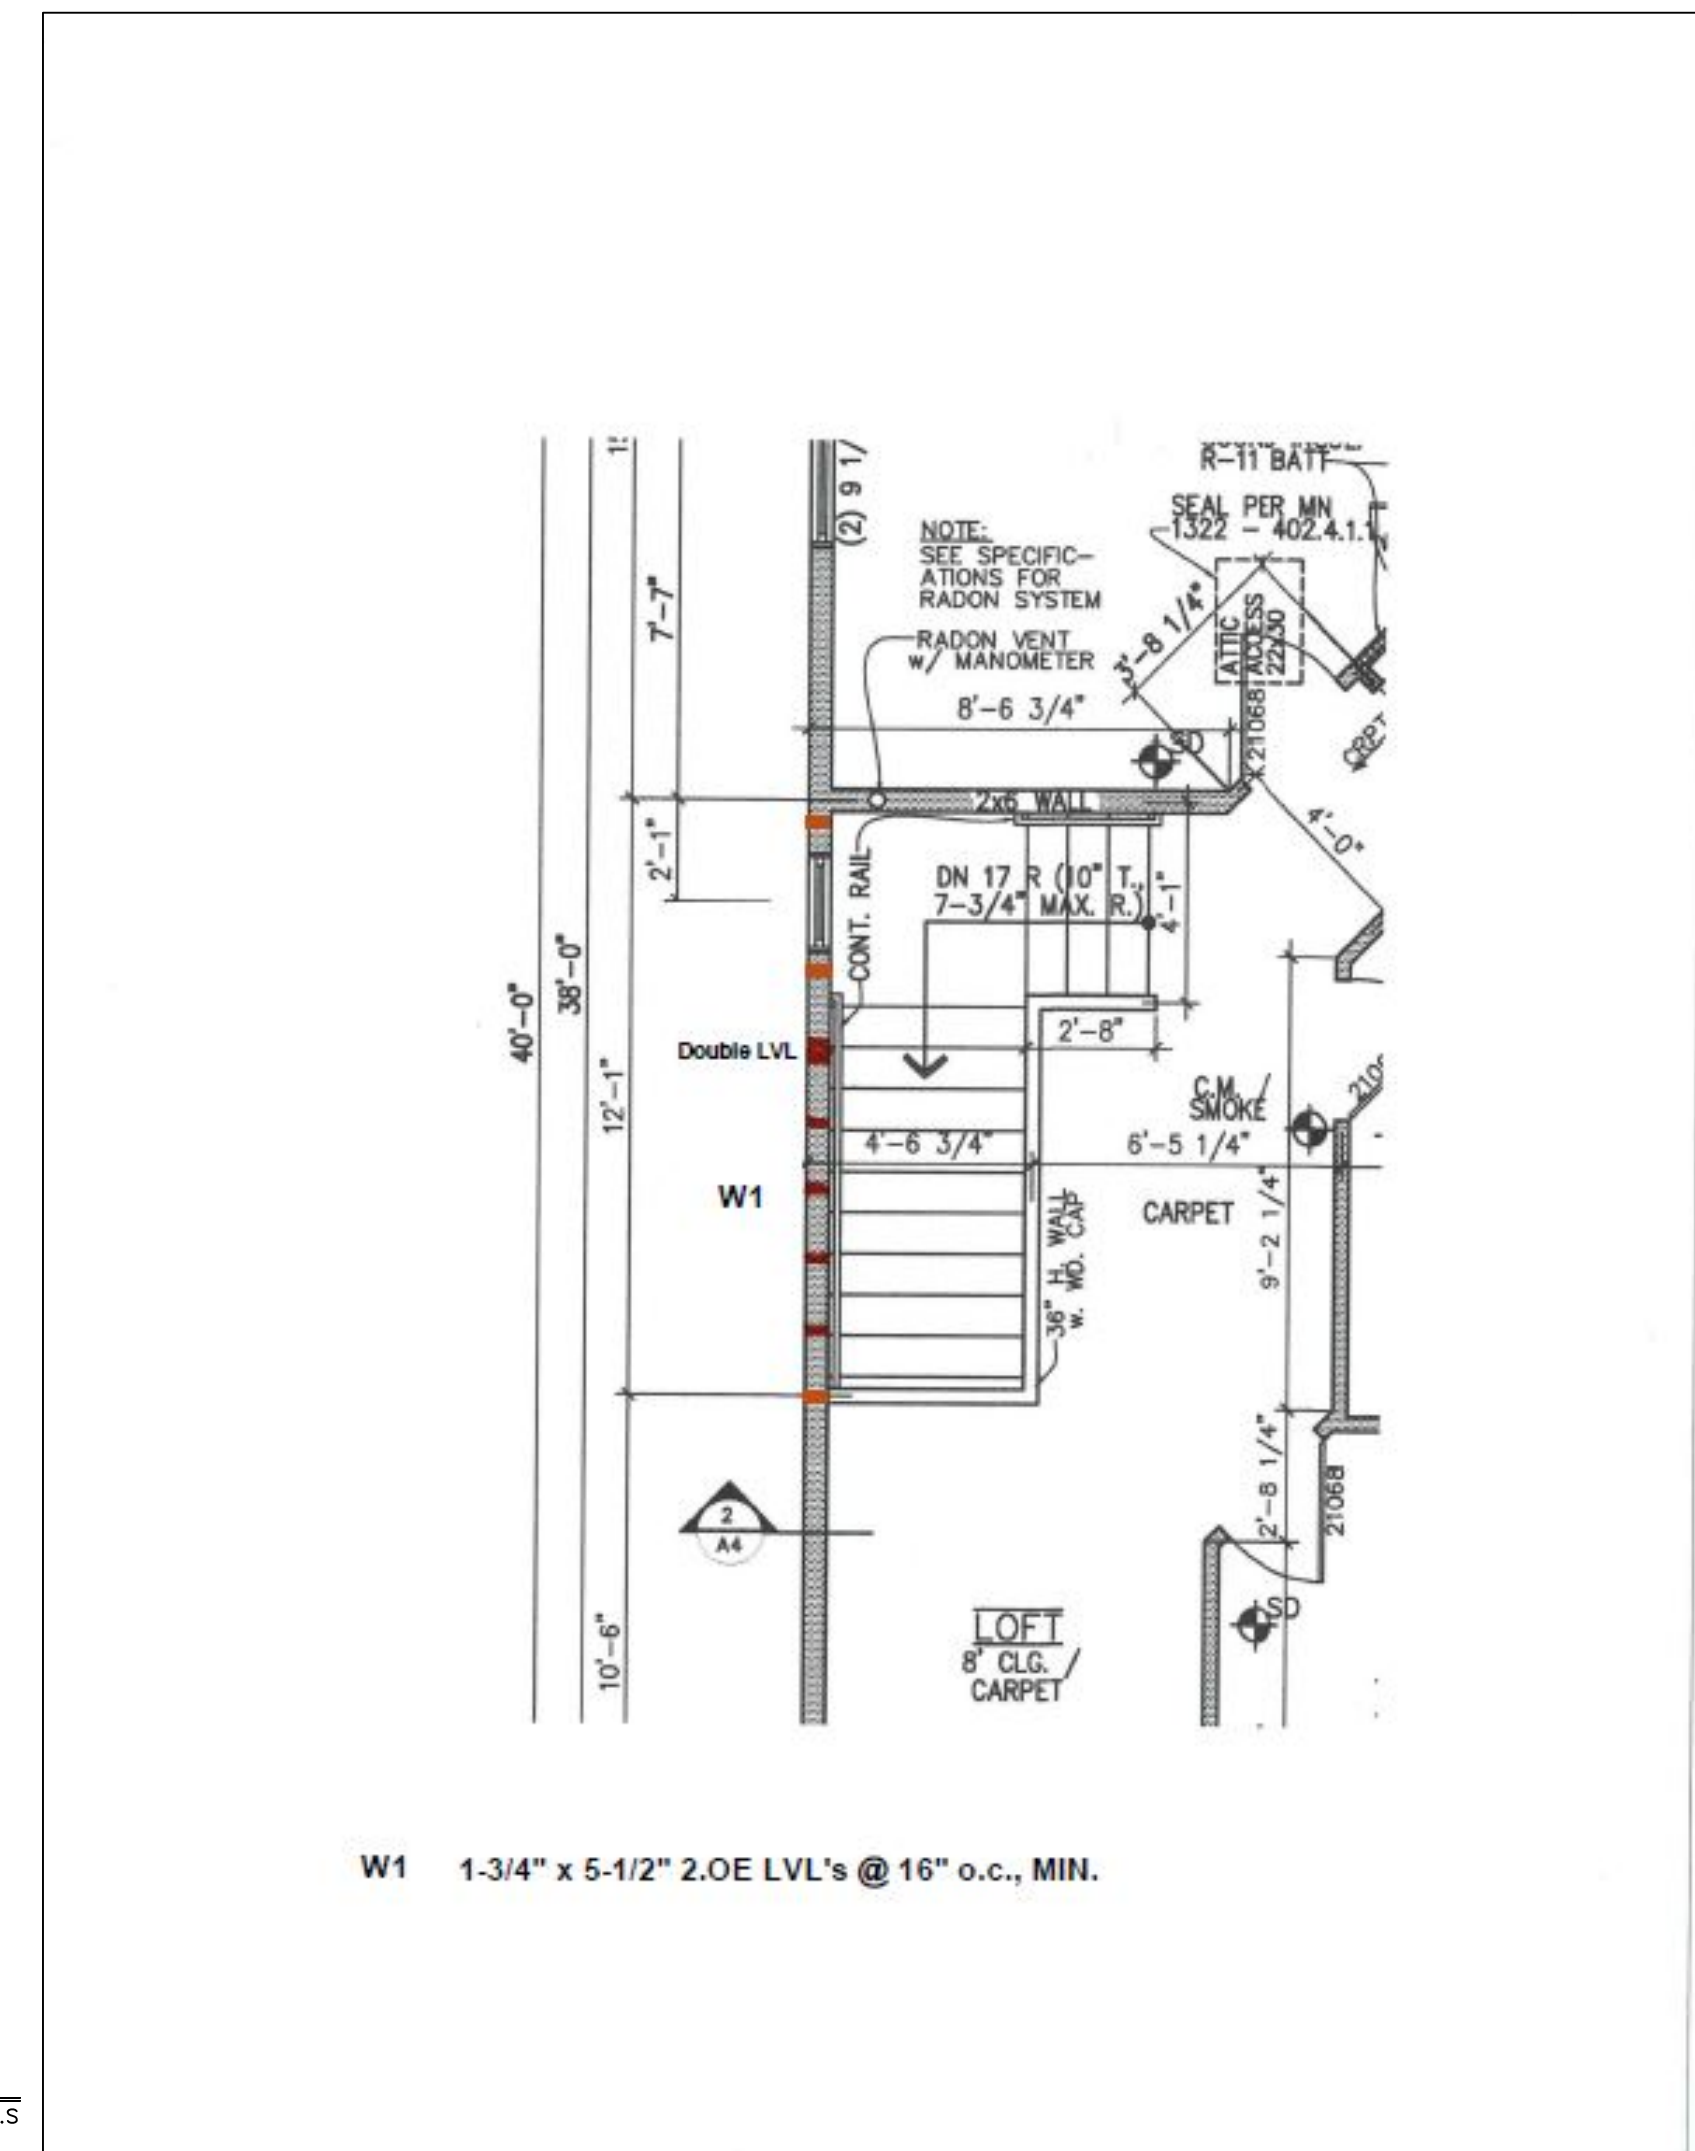 R-11 BATT
SEAL PER MN
1322 - 402.4.1.1
(2) 9 1/
NOTE:
SEE SPECIFIC-
ATIONS FOR
RADON SYSTEM
RADON VENT
w/ MANOMETER
7'-7"
3'-8 1/4"
ATTIC
ACCESS
22x30
8'-6 3/4"
21068
CRPT
SD
2x6 WALL
2'-1"
CONT. RAIL
DN 17 R (10" T.,
7-3/4" MAX. R.)
4'-1"
4'-0"
40'-0"
38'-0"
12'-1"
Double LVL
2'-8"
C.M./
SMOKE
4'-6 3/4"
6'-5 1/4"
W1
36" H. WALL
w. WD. CAP
CARPET
9'-2 1/4"
2'-8 1/4"
21068
2
A4
SD
10'-6"
LOFT
8' CLG./
CARPET
W1 1-3/4" x 5-1/2" 2.OE LVL's @ 16" o.c., MIN.
.S